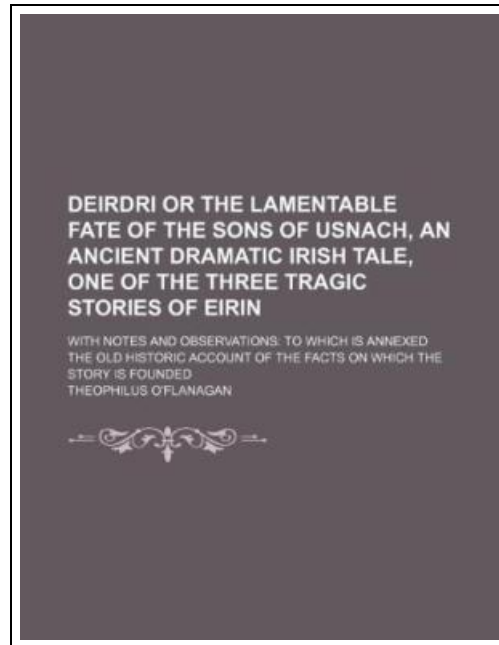 DEIRDRI OR THE LAMENTABLE
FATE OF THE SONS OF USNACH, AN
ANCIENT DRAMATIC IRISH TALE,
ONE OF THE THREE TRAGIC
STORIES OF EIRIN
WITH NOTES AND OBSERVATIONS: TO WHICH IS ANNEXED
THE OLD HISTORIC ACCOUNT OF THE FACTS ON WHICH THE
STORY IS FOUNDED
THEOPHILUS O'FLANAGAN